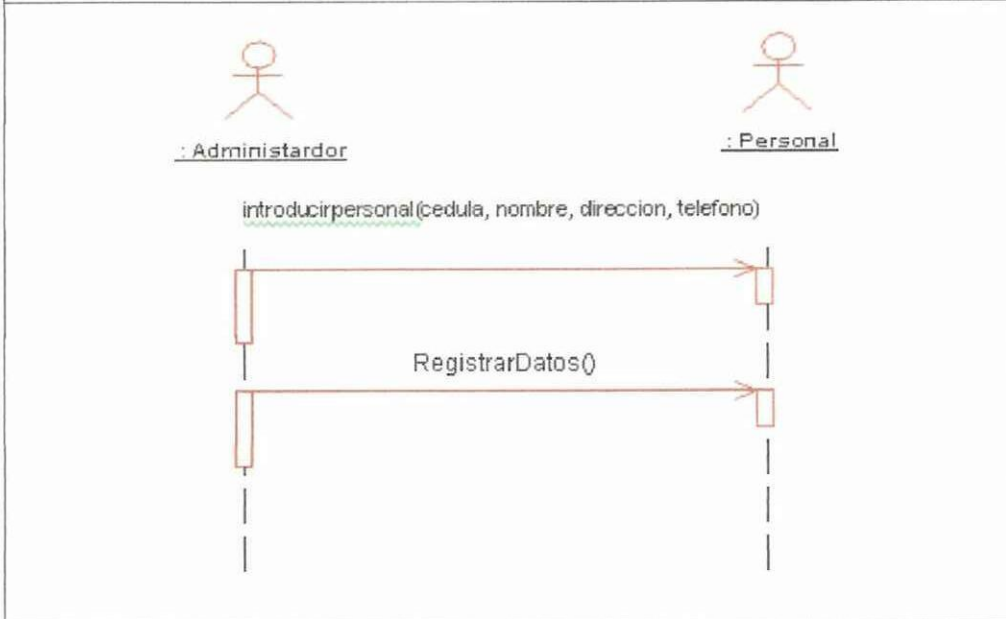 : Administardor
: Personal
introducirpersonal(cedula, nombre, direccion, telefono)
RegistrarDatos()